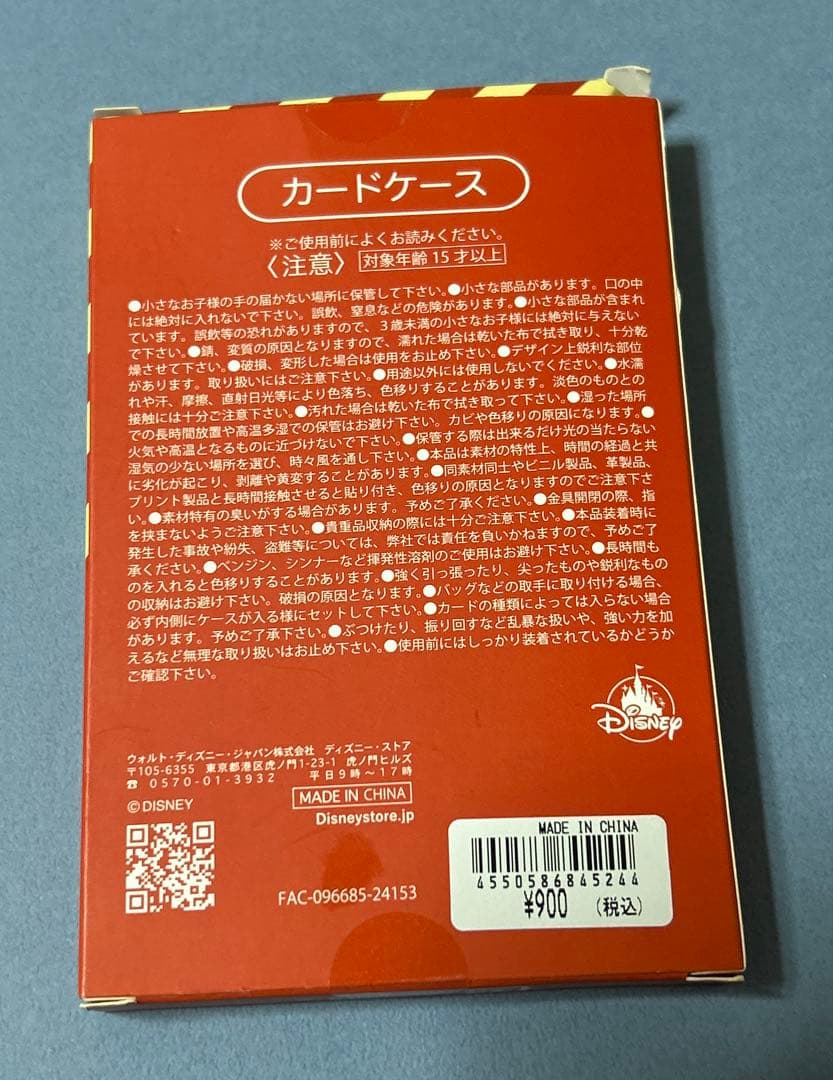 カードケース
※ご使用前によくお読みください。
〈注意〉 対象年齢 15 才以上
●小さなお子様の手の届かない場所に保管して下さい。●小さな部品があります。口の中
には絶対に入れないで下さい。誤飲、窒息などの危険があります。●小さな部品が含まれ
ています。誤飲等の恐れがありますので、3歳未満の小さなお子様には絶対に与えない
で下さい。●錆、変質の原因となりますので、濡れた場合は乾いた布で拭き取り、十分乾
燥させて下さい。●破損、変形した場合は使用をお止め下さい。●デザイン上鋭利な部位
があります。取り扱いにはご注意下さい。●用途以外には使用しないでください。●水濡
れや汗、摩擦、直射日光等により色落ち、色移りすることがあります。淡色のものとの
接触には十分ご注意下さい。●汚れた場合は乾いた布で拭き取って下さい。●湿った場所
での長時間放置や高温多湿での保管はお避け下さい。カビや色移りの原因になります。●
火気や高温となるものに近づけないで下さい。●保管する際は出来るだけ光の当たらない
湿気の少ない場所を選び、時々風を通し下さい。●本品は素材の特性上、時間の経過と共
に劣化が起こり、剥離や黄変することがあります。●同素材同士やビニル製品、革製品、
プリント製品と長時間接触させると貼り付き、色移りの原因となりますのでご注意下さ
い。●素材特有の臭いがする場合があります。予めご了承ください。●金具開閉の際、指
を挟まないようご注意下さい。●貴重品収納の際には十分ご注意下さい。●本品装着時に
発生した事故や紛失、盗難等については、弊社では責任を負いかねますので、予めご了
承ください。●ベンジン、シンナーなど揮発性溶剤のご使用はお避け下さい。●長時間も
のを入れると色移りすることがあります。●強く引っ張ったり、尖ったものや鋭利なもの
の収納はお避け下さい。破損の原因となります。●バッグなどの取手に取り付ける場合、
必ず内側にケースが入る様にセットして下さい。●カードの種類によっては入らない場合
があります。予めご了承下さい。●ぶつけたり、振り回すなど乱暴な扱いや、強い力を加
えるなど無理な取り扱いはお止め下さい。●使用前にはしっかり装着されているかどうか
ご確認下さい。
Disney
ウォルト・ディズニー・ジャパン株式会社 ディズニー・ストア
〒105-6355 東京都港区虎ノ門1-23-1 虎ノ門ヒルズ
☎ 0570-01-3932 平日9時～17時
©DISNEY
MADE IN CHINA
Disneystore.jp
FAC-096685-24153
MADE IN CHINA
4550586845244
¥900 (税込)